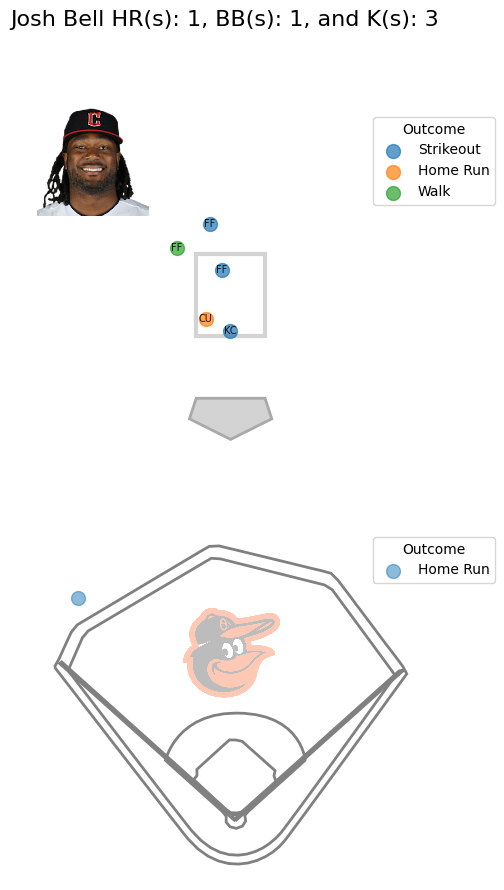 Josh Bell HR(s): 1, BB(s): 1, and K(s): 3
C
Outcome
Strikeout
Home Run
Walk
FF
FF
FF
CU
KC
Outcome
Home Run